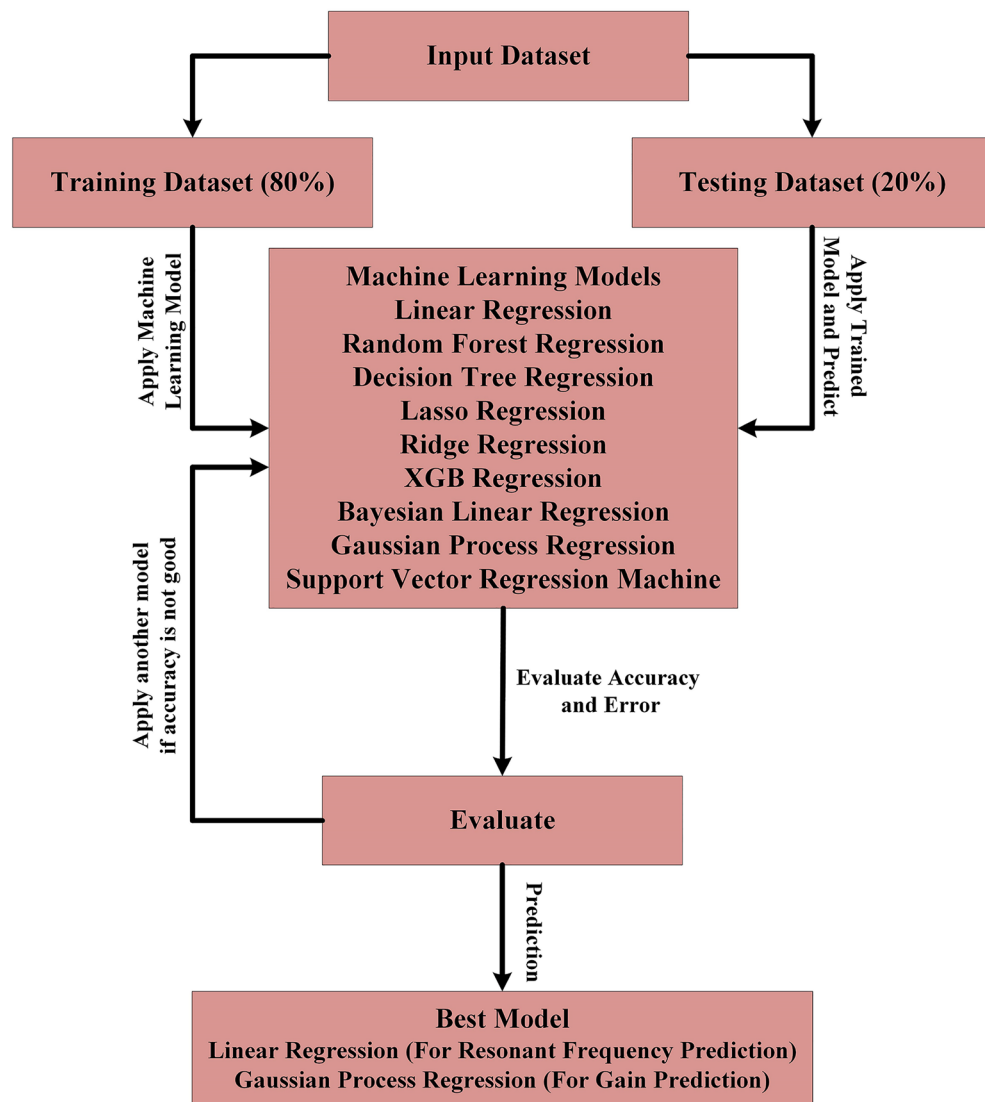 Input Dataset
Training Dataset (80%)
Testing Dataset (20%)
Apply Machine
Learning Model
Apply Trained
Model and Predict
Machine Learning Models
Linear Regression
Random Forest Regression
Decision Tree Regression
Lasso Regression
Ridge Regression
XGB Regression
Bayesian Linear Regression
Gaussian Process Regression
Support Vector Regression Machine
Apply another model
if accuracy is not good
Evaluate Accuracy
and Error
Evaluate
Prediction
Best Model
Linear Regression (For Resonant Frequency Prediction)
Gaussian Process Regression (For Gain Prediction)